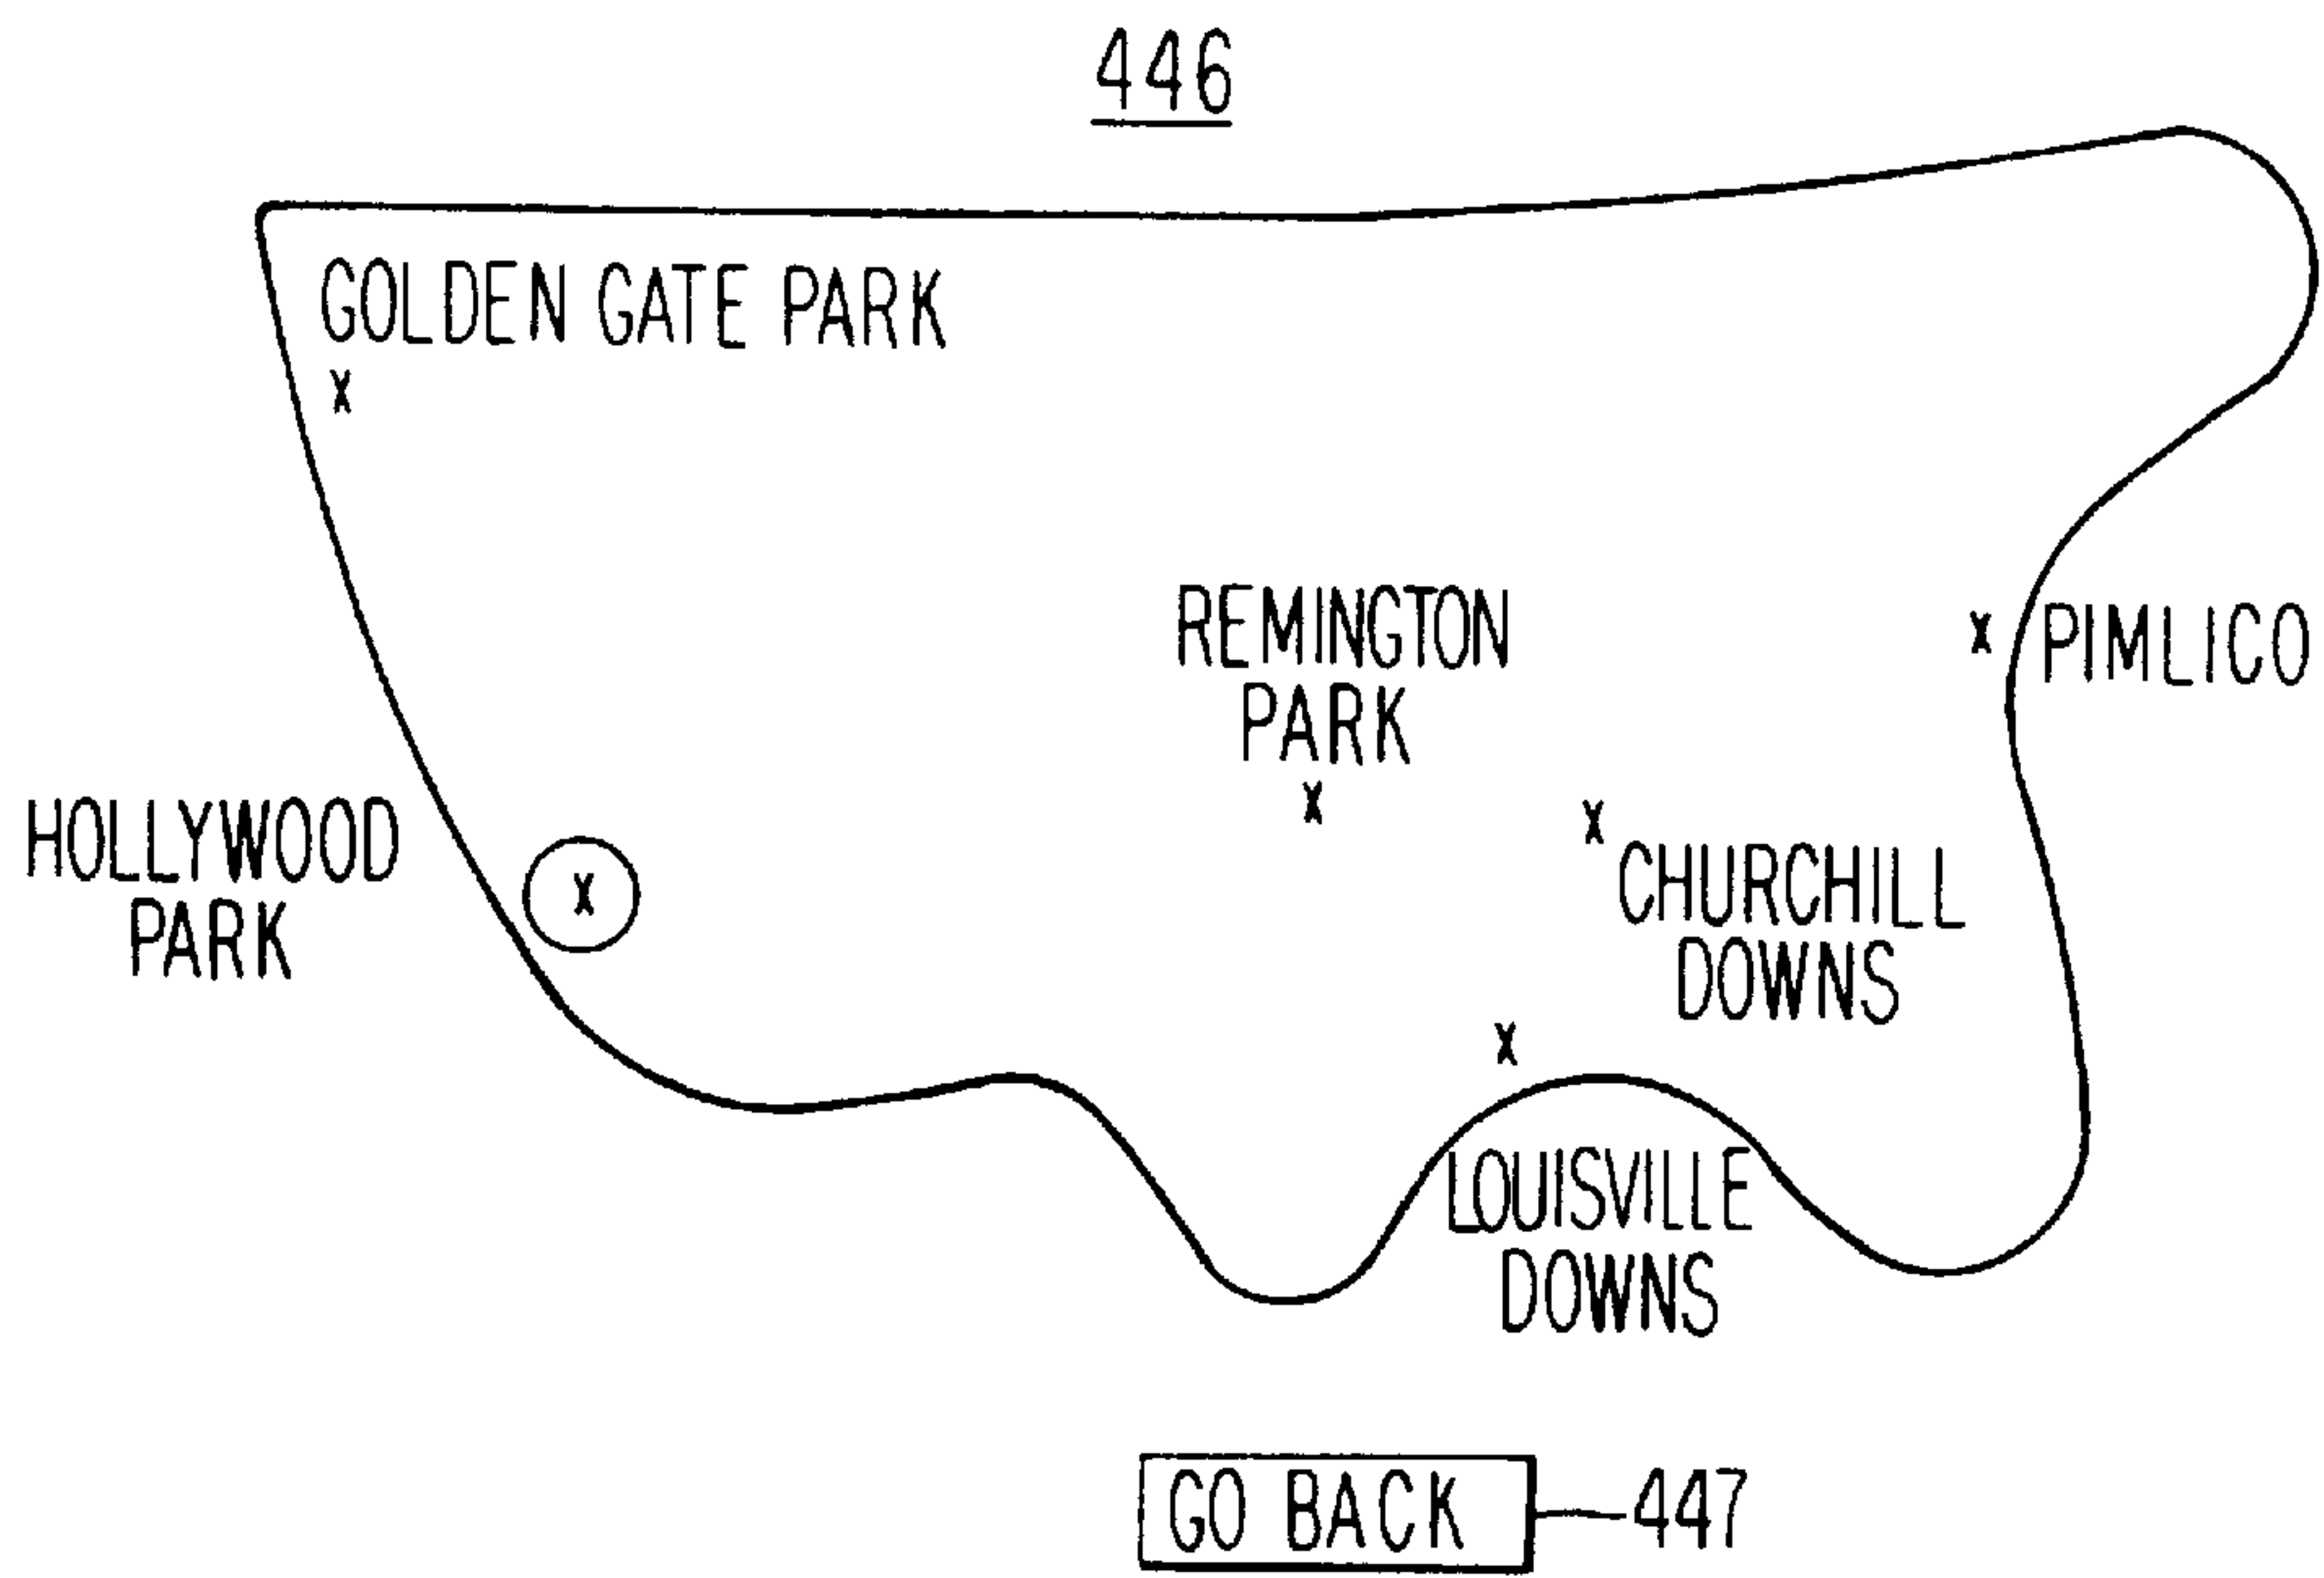 446
GOLDEN GATE PARK
X
REMINGTON
PARK
X
X PIMLICO
HOLLYWOOD
PARK
X
X
CHURCHILL
DOWNS
X
LOUISVILLE
DOWNS
GO BACK
447